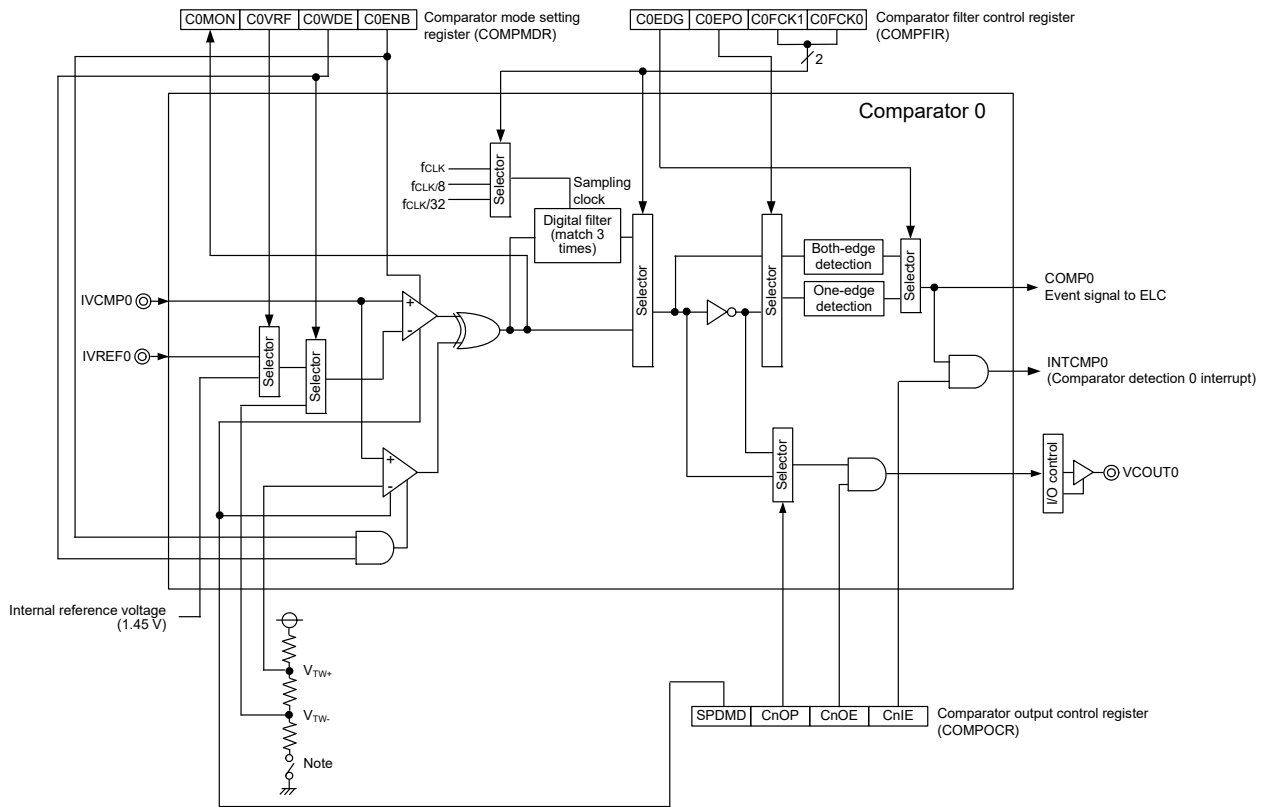 C0MON C0VRF C0WDE C0ENB
Comparator mode setting
register (COMPMDR)
C0EDG C0EPO C0FCK1 C0FCK0
Comparator filter control register
(COMPFIR)
2
Comparator 0
fCLK
fCLK/8
fCLK/32
Selector
Sampling
clock
Digital filter
(match 3
times)
Selector
Selector
Both-edge
detection
One-edge
detection
Selector
COMP0
Event signal to ELC
IVCMP0
IVREF0
Selector
Selector
+
-
INTCMP0
(Comparator detection 0 interrupt)
+
-
Selector
I/O control
VCOUT0
Internal reference voltage
(1.45 V)
VTW+
VTW-
Note
SPDMD CnOP CnOE CnIE
Comparator output control register
(COMPOCR)